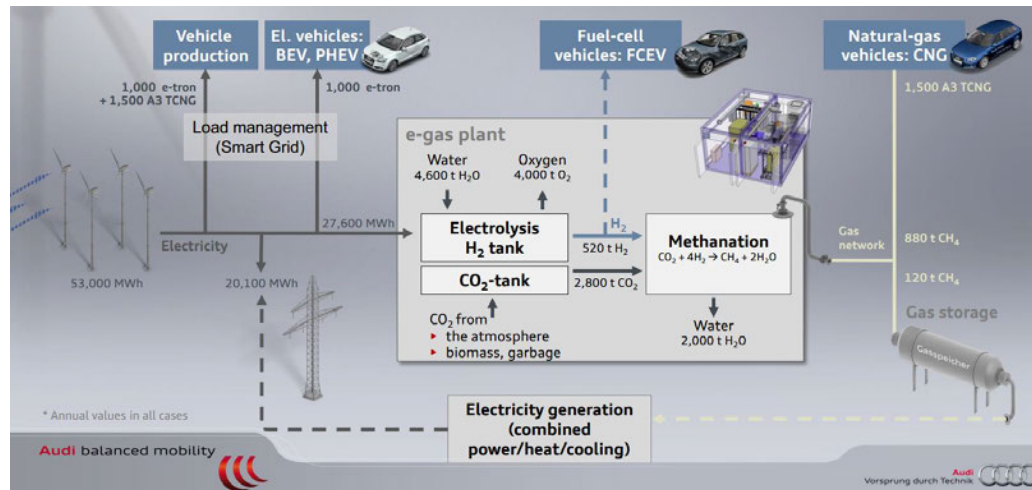 Vehicle
production
El. vehicles:
BEV, PHEV
Fuel-cell
vehicles: FCEV
Natural-gas
vehicles: CNG
1,000 e-tron
+ 1,500 A3 TCNG
1,000 e-tron
1,500 A3 TCNG
Load management
(Smart Grid)
e-gas plant
Water
4,600 t H₂O
Oxygen
4,000 t O₂
27,600 MWh
Electricity
Electrolysis
H₂ tank
H₂
520 t H₂
Methanation
CO₂ + 4H₂ → CH₄ + 2H₂O
Gas
network
880 t CH₄
53,000 MWh
20,100 MWh
CO₂-tank
2,800 t CO₂
120 t CH₄
CO₂ from
▸ the atmosphere
▸ biomass, garbage
Water
2,000 t H₂O
Gas storage
Gasspeicher
* Annual values in all cases
Electricity generation
(combined
power/heat/cooling)
Audi balanced mobility
Audi
Vorsprung durch Technik